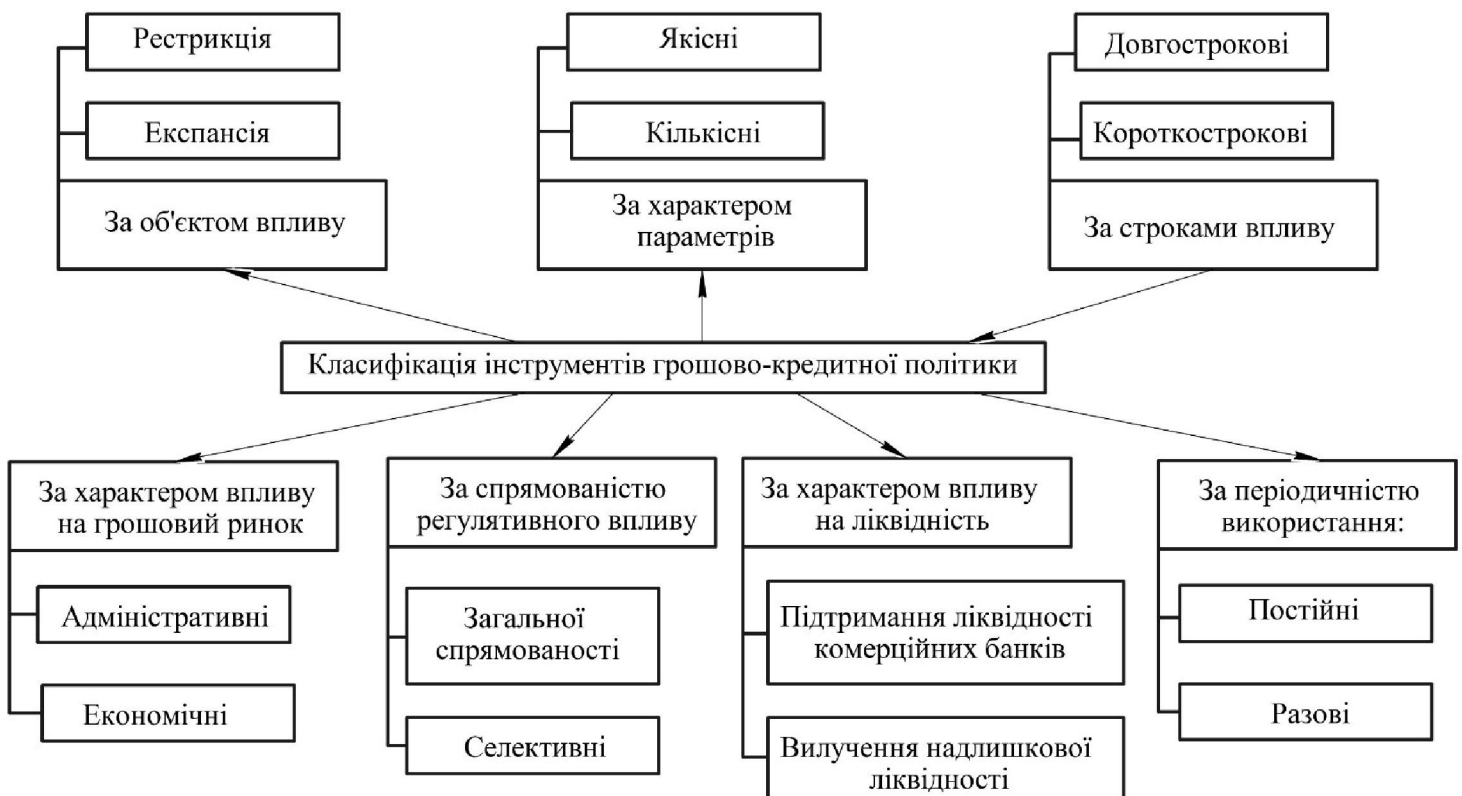 Рестрикція
Експансія
За об'єктом впливу
Якісні
Кількісні
За характером
параметрів
Довгострокові
Короткострокові
За строками впливу
Класифікація інструментів грошово-кредитної політики
За характером впливу
на грошовий ринок
Адміністративні
Економічні
За спрямованістю
регулятивного впливу
Загальної
спрямованості
Селективні
За характером впливу
на ліквідність
Підтримання ліквідності
комерційних банків
Вилучення надлишкової
ліквідності
За періодичністю
використання:
Постійні
Разові